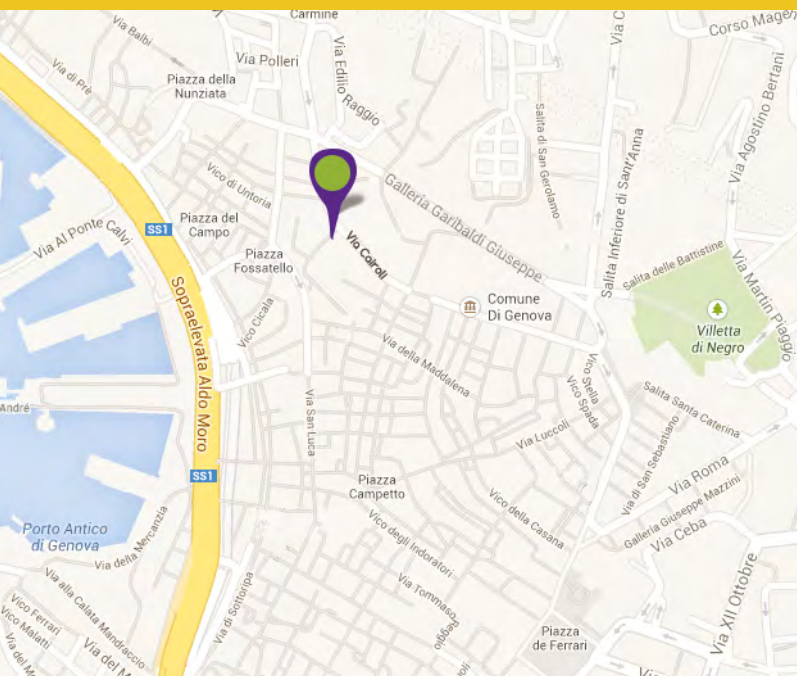 Carmine
Corso Mage
Via Balbi
Via C
Via Polleri
Via Edilio Raggio
Via di Prè
Piazza della
Nunziata
Via Agostino Bertani
Salita di San Gerolamo
Salita Inferiore di Sant'Anna
Vico di Untoria
Galleria Garibaldi Giuseppe
Piazza del
Campo
SS1
Via Al Ponte Calvi
Via Cairoli
Piazza
Fossatello
Salita delle Battistine
Via Martin Piaggio
Sopraelevata Aldo Moro
Comune
Di Genova
Vico Cicala
Villetta
di Negro
Via della Maddalena
Vico Stella
Vico Spada
André
Via San Luca
Salita Santa Caterina
Via Luccoli
Via di San Sebastiano
Via Roma
SS1
Piazza
Campetto
Galleria Giuseppe Mazzini
Vico della Casana
Via Ceba
Vico degli Indoratori
Porto Antico
di Genova
Via della Mercanzia
Via XII Ottobre
Via alla Calata Mandraccio
Via di Sottoripa
Via Tommaso
Reggio
Vico Ferrari
Vico Malatti
Via del M
Via del M
Piazza
de Ferrari
Via